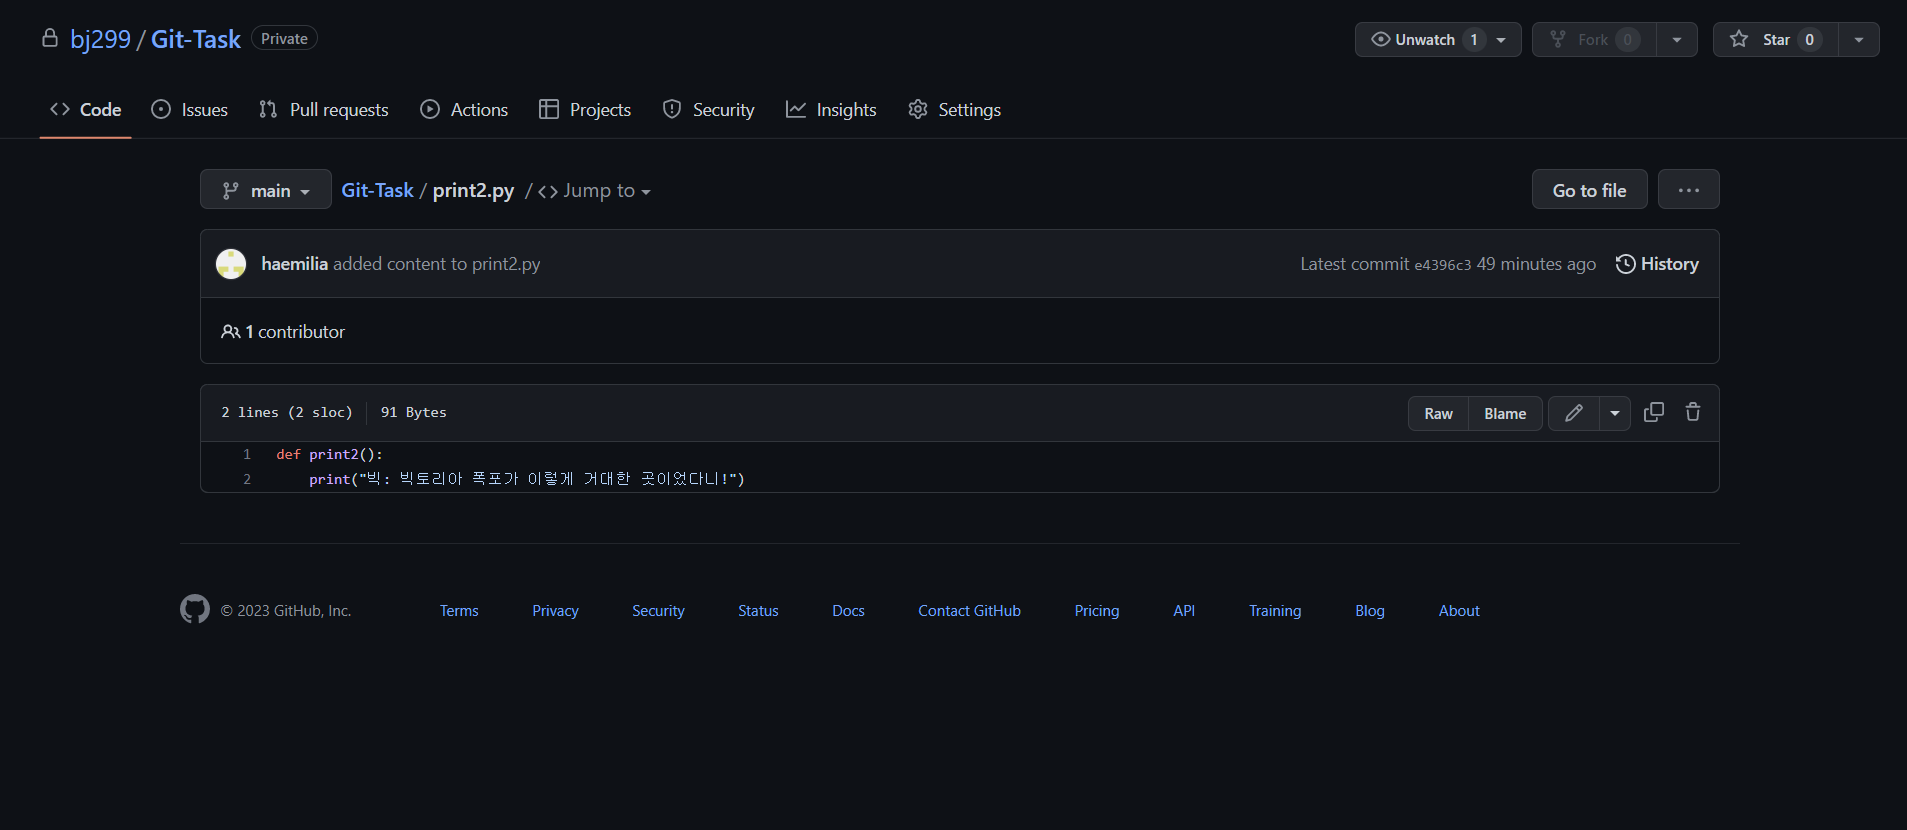 bj299 / Git-Task Private
Unwatch 1 Fork 0 Star 0
Code Issues Pull requests Actions Projects Security Insights Settings
main Git-Task / print2.py / <> Jump to Go to file ...
haemilia added content to print2.py Latest commit e4396c3 49 minutes ago History
1 contributor
2 lines (2 sloc) 91 Bytes Raw Blame
1 def print2():
2 print("빅: 빅토리아 폭포가 이렇게 거대한 곳이었다니!")
© 2023 GitHub, Inc. Terms Privacy Security Status Docs Contact GitHub Pricing API Training Blog About